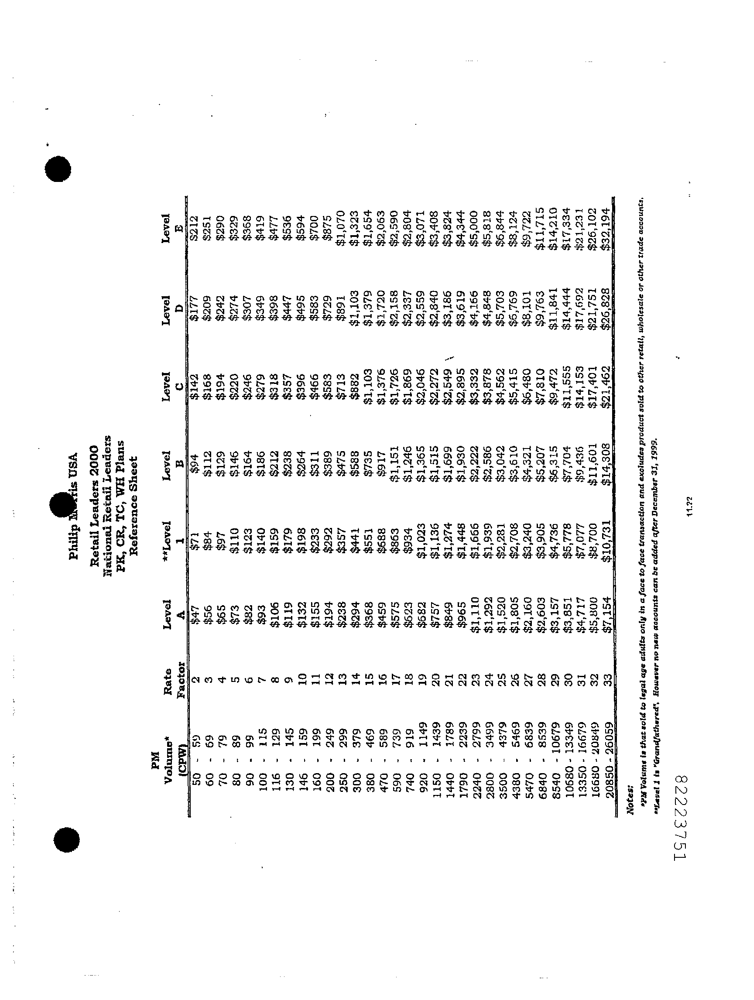 Philip Morris USA
Retail Leaders 2000
National Retail Leaders
PK, CR, TC, WH Plans
Reference Sheet
PM
Volume* Rate Level **Level Level Level Level Level
(CPW) Factor A 1 B C D E
50 - 59 2 $47 $71 $94 $142 $177 $212
60 - 69 3 $56 $84 $112 $168 $209 $251
70 - 79 4 $65 $97 $129 $194 $242 $290
80 - 89 5 $73 $110 $146 $220 $274 $329
90 - 99 6 $82 $123 $164 $246 $307 $368
100 - 115 7 $93 $140 $186 $279 $349 $419
116 - 129 8 $106 $159 $212 $318 $398 $477
130 - 145 9 $119 $179 $238 $357 $447 $536
146 - 159 10 $132 $198 $264 $396 $495 $594
160 - 199 11 $155 $233 $311 $466 $583 $700
200 - 249 12 $194 $292 $389 $583 $729 $875
250 - 299 13 $238 $357 $475 $713 $891 $1,070
300 - 379 14 $294 $441 $588 $882 $1,103 $1,323
380 - 469 15 $368 $551 $735 $1,103 $1,379 $1,654
470 - 589 16 $459 $688 $917 $1,376 $1,720 $2,063
590 - 739 17 $575 $863 $1,151 $1,726 $2,158 $2,590
740 - 919 18 $623 $934 $1,246 $1,869 $2,337 $2,804
920 - 1149 19 $682 $1,023 $1,365 $2,046 $2,559 $3,071
1150 - 1439 20 $757 $1,136 $1,515 $2,272 $2,840 $3,408
1440 - 1789 21 $849 $1,274 $1,699 $2,549 $3,186 $3,824
1790 - 2239 22 $965 $1,448 $1,930 $2,895 $3,619 $4,344
2240 - 2799 23 $1,110 $1,666 $2,222 $3,332 $4,166 $5,000
2800 - 3499 24 $1,292 $1,939 $2,586 $3,878 $4,848 $5,818
3500 - 4379 25 $1,520 $2,281 $3,042 $4,562 $5,703 $6,844
4380 - 5469 26 $1,805 $2,708 $3,610 $5,415 $6,769 $8,124
5470 - 6839 27 $2,160 $3,240 $4,321 $6,480 $8,101 $9,722
6840 - 8539 28 $2,603 $3,905 $5,207 $7,810 $9,763 $11,715
8540 - 10679 29 $3,157 $4,736 $6,315 $9,472 $11,841 $14,210
10680 - 13349 30 $3,851 $5,778 $7,704 $11,555 $14,444 $17,334
13350 - 16679 31 $4,717 $7,077 $9,436 $14,153 $17,692 $21,231
16680 - 20849 32 $5,800 $8,700 $11,601 $17,401 $21,751 $26,102
20850 - 26059 33 $7,154 $10,731 $14,308 $21,462 $26,828 $32,194
Notes:
*PM Volume is that sold to legal age adults only in a face to face transaction and excludes product sold to other retail, wholesale or other trade accounts.
**Level 1 is "Grandfathered". However no new accounts can be added after December 31, 1999.
11.22
82223751